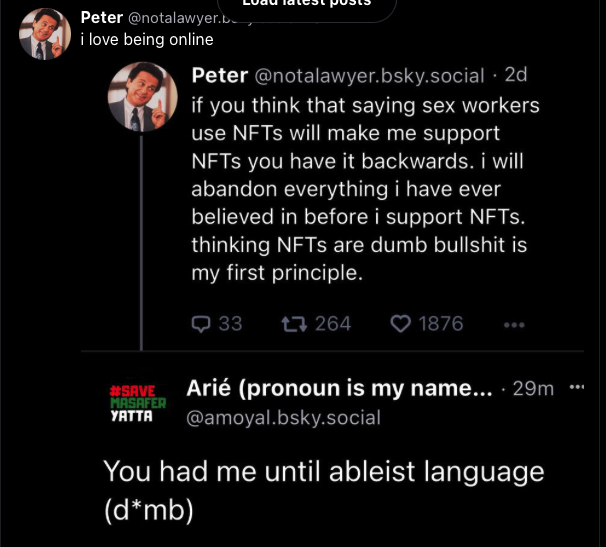 Load latest posts
Peter @notalawyer.b
i love being online
Peter @notalawyer.bsky.social · 2d
if you think that saying sex workers
use NFTs will make me support
NFTs you have it backwards. i will
abandon everything i have ever
believed in before i support NFTs.
thinking NFTs are dumb bullshit is
my first principle.
33 264 1876 ...
#SAVE
MASAFER
YATTA
Arié (pronoun is my name... · 29m ...
@amoyal.bsky.social
You had me until ableist language
(d*mb)